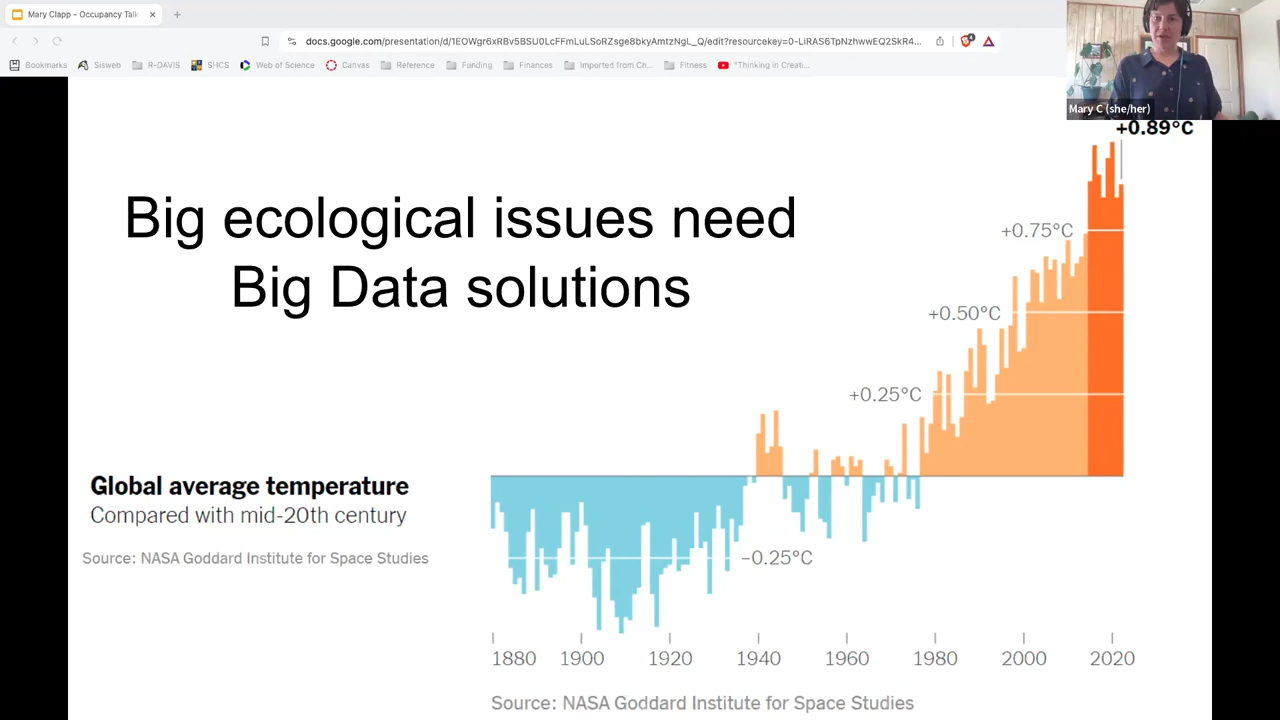 Mary Clapp - Occupancy Talk
docs.google.com/presentation/d/1EOWgr6xRBv5BSU0LcFFmLuLSoRZsge8bkyAmtzNgL_Q/edit?resourcekey=0-LiRAS6TpNzhwwEQ2SkR4...
4
Bookmarks
Sisweb
R-DAVIS
SHCS
Web of Science
Canvas
Reference
Funding
Finances
Imported from Ch...
Fitness
"Thinking in Creati...
Mary C (she/her)
+0.89°C
Big ecological issues need
Big Data solutions
+0.75°C
+0.50°C
+0.25°C
Global average temperature
Compared with mid-20th century
Source: NASA Goddard Institute for Space Studies
−0.25°C
1880 1900 1920 1940 1960 1980 2000 2020
Source: NASA Goddard Institute for Space Studies